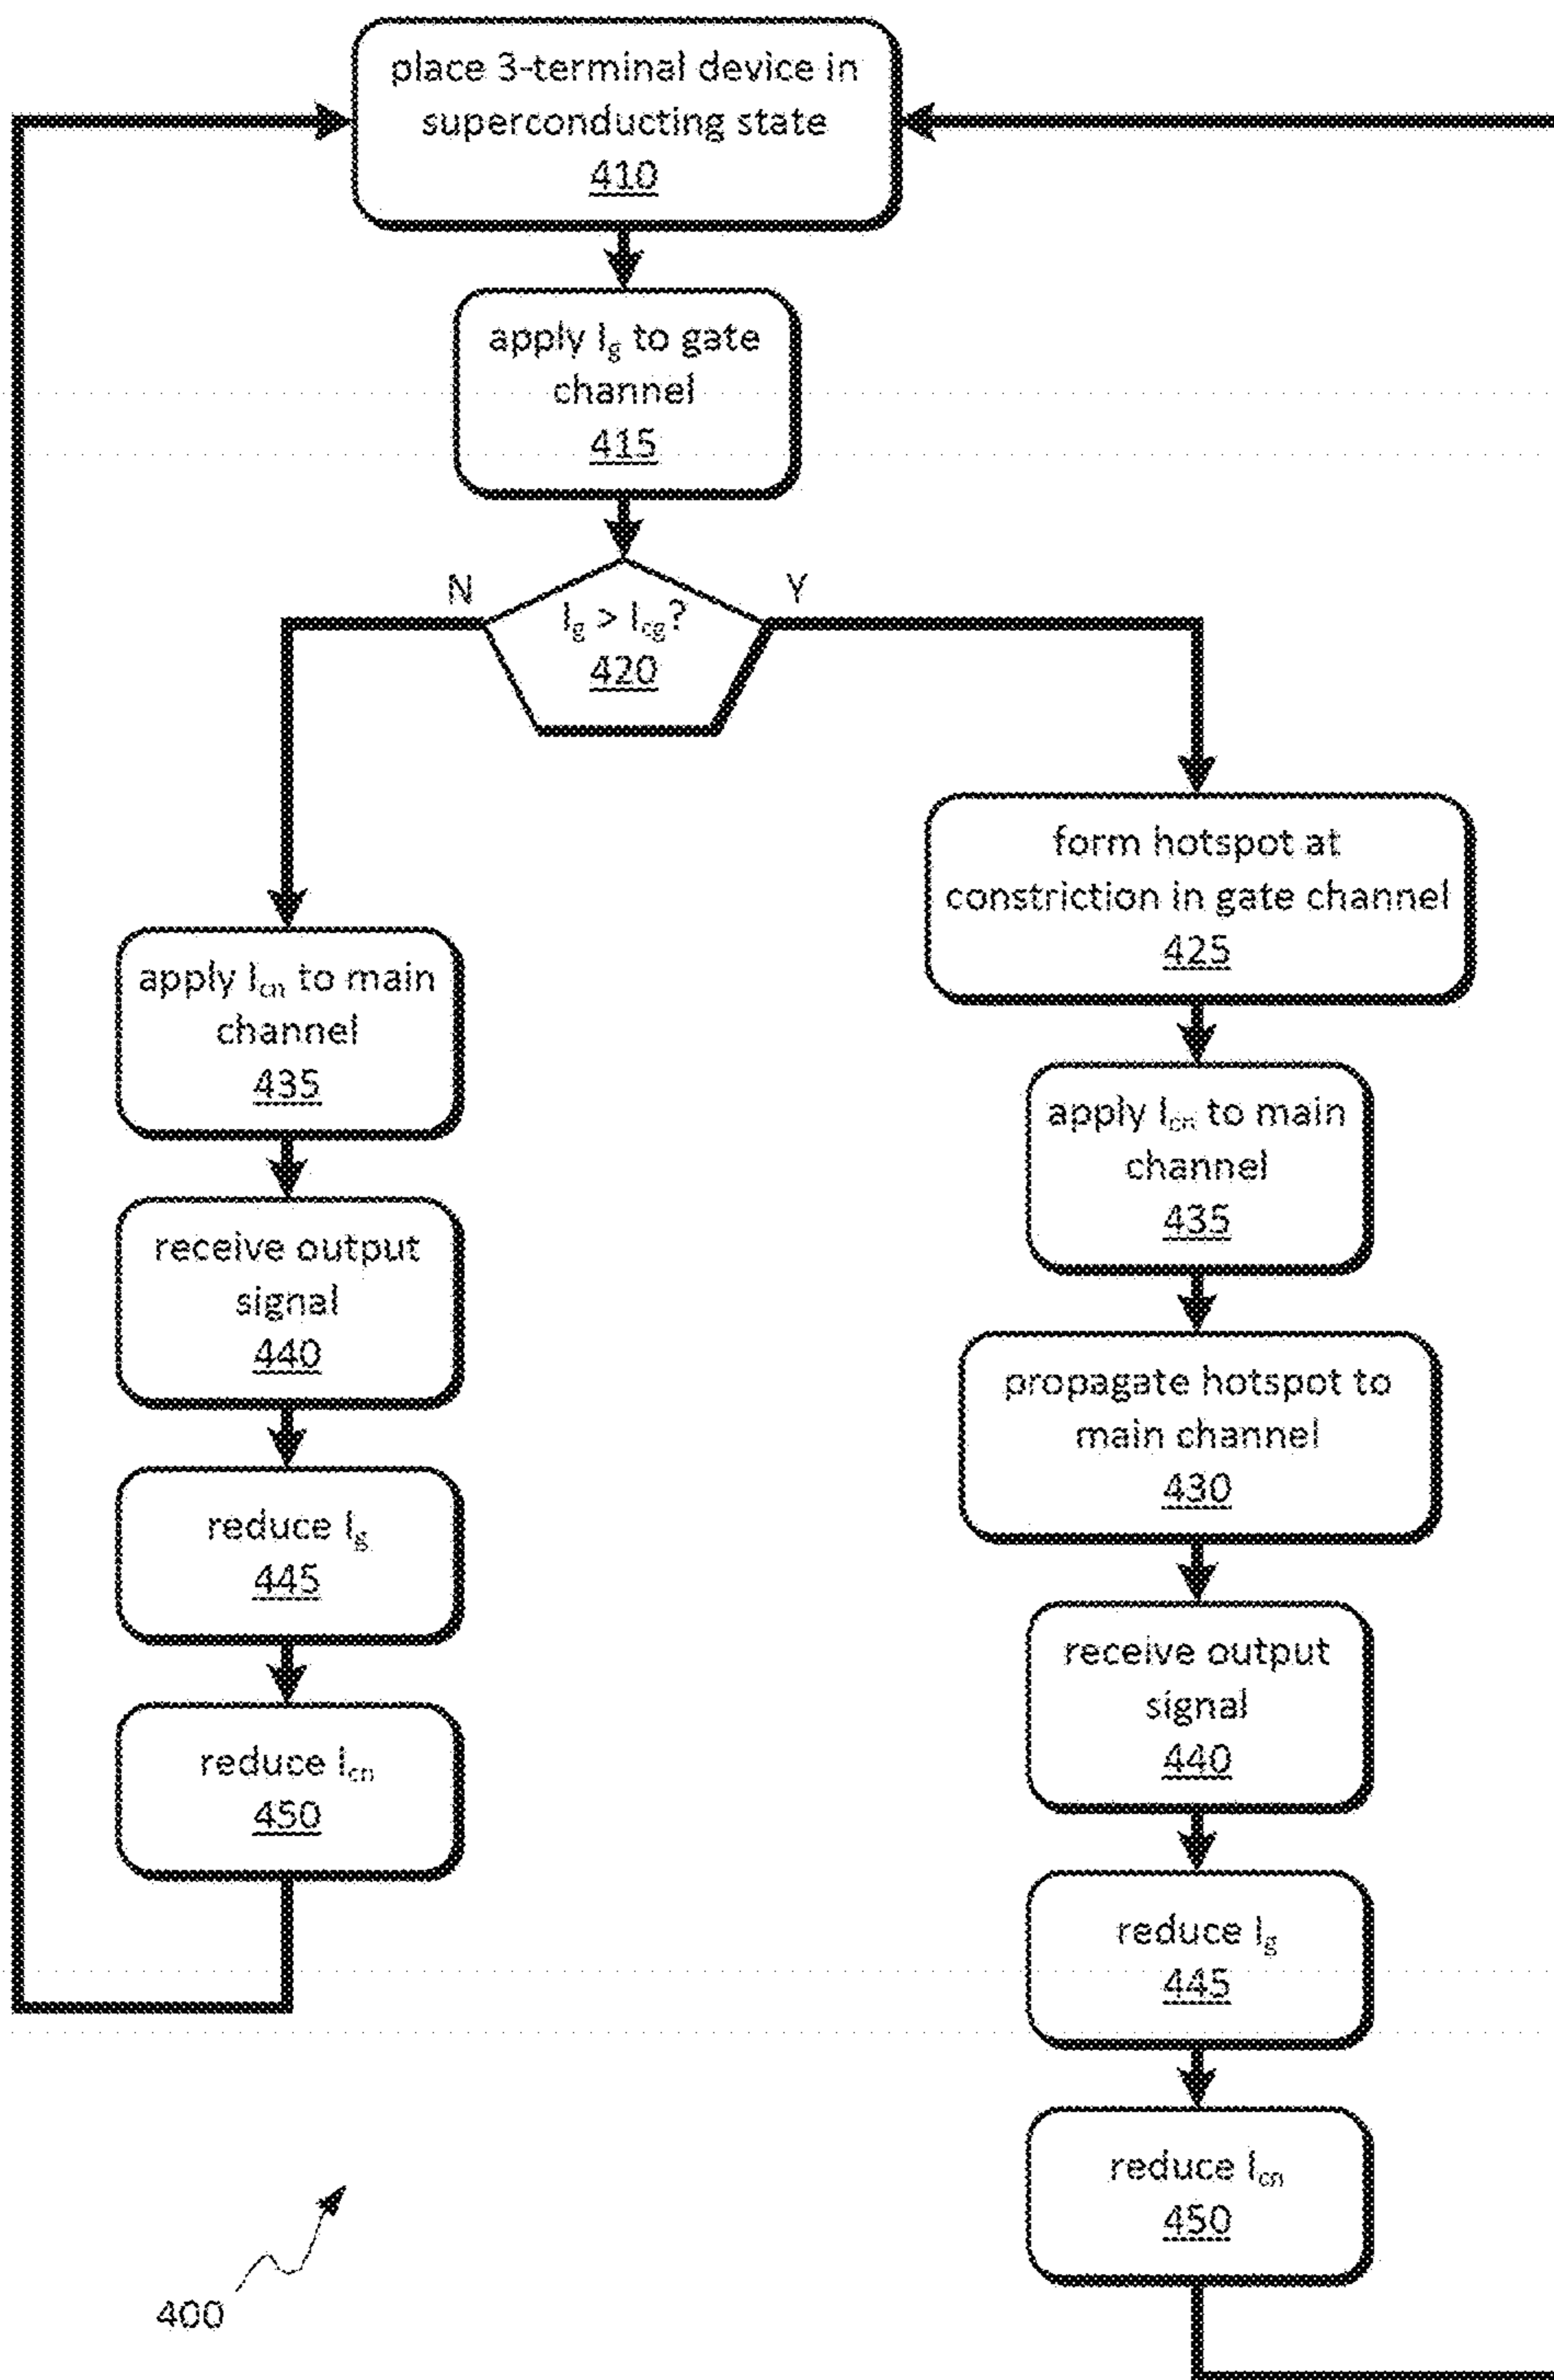 place 3-terminal device in
superconducting state
410
apply Ig to gate
channel
415
N
Y
Ig > Icg?
420
form hotspot at
constriction in gate channel
425
apply Icn to main
channel
435
receive output
signal
440
reduce Ig
445
reduce Icn
450
apply Icn to main
channel
435
propagate hotspot to
main channel
430
receive output
signal
440
reduce Ig
445
reduce Icn
450
400